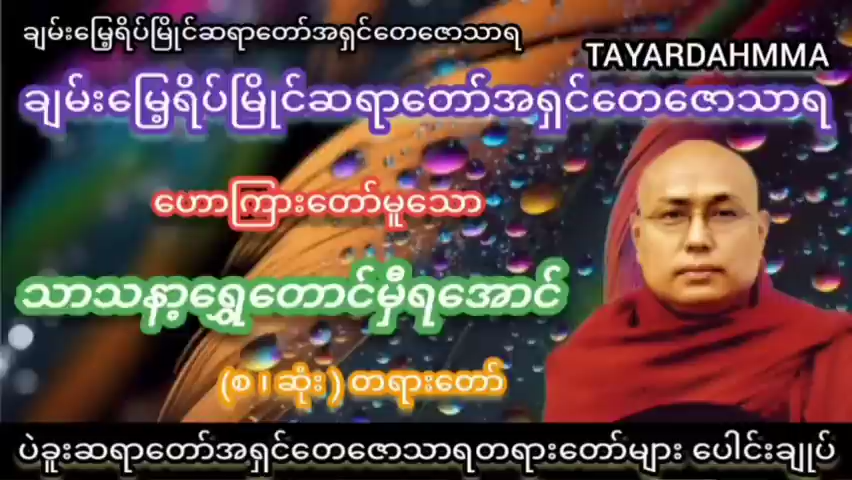 ချမ်းမြေ့ရိပ်မြိုင်ဆရာတော်အရှင်တေဇောသာရ
TAYARDAHMMA
ချမ်းမြေ့ရိပ်မြိုင်ဆရာတော်အရှင်တေဇောသာရ
ဟောကြားတော်မူသော
သာသနာ့ရွှေတောင်မှီရအောင်
(စ ၊ ဆုံး ) တရားတော်
ပဲခူးဆရာတော်အရှင်တေဇောသာရတရားတော်များ ပေါင်းချုပ်